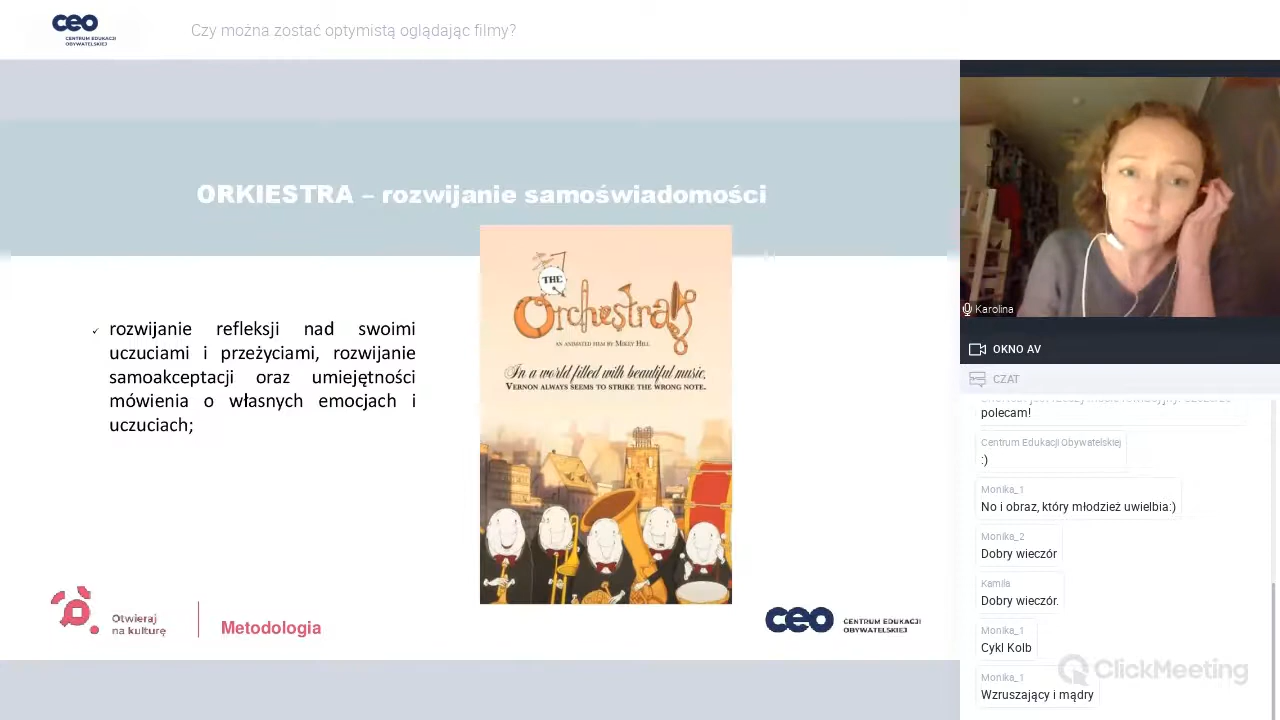 ceo
CENTRUM EDUKACJI
OBYWATELSKIEJ
Czy można zostać optymistą oglądając filmy?
ORKIESTRA – rozwijanie samoświadomości
✓ rozwijanie refleksji nad swoimi
uczuciami i przeżyciami, rozwijanie
samoakceptacji oraz umiejętności
mówienia o własnych emocjach i
uczuciach;
THE
Orchestra
AN ANIMATED FILM BY MIKEY HILL
In a world filled with beautiful music,
VERNON ALWAYS SEEMS TO STRIKE THE WRONG NOTE.
Otwieraj
na kulturę
Metodologia
ceo
CENTRUM EDUKACJI
OBYWATELSKIEJ
Karolina
OKNO AV
CZAT
polecam!
Centrum Edukacji Obywatelskiej
:)
Monika_1
No i obraz, który młodzież uwielbia:)
Monika_2
Dobry wieczór
Kamila
Dobry wieczór.
Monika_1
Cykl Kolb
Monika_1
Wzruszający i mądry
ClickMeeting